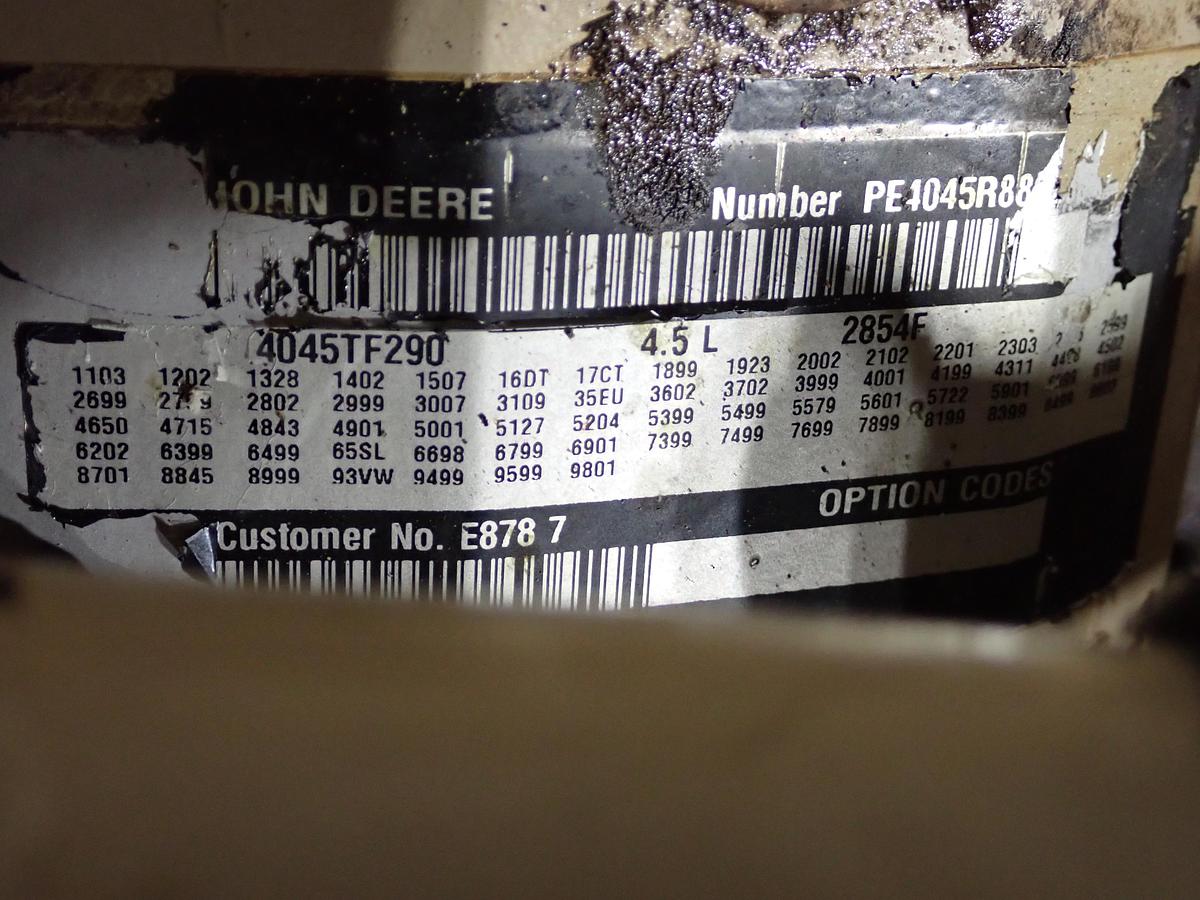 JOHN DEERE Number PE4045R88
4045TF290 4.5 L 2854F
1103 1202 1328 1402 1507 16DT 17CT 1899 1923 2002 2102 2201 2303
2699 2802 2999 3007 3109 35EU 3602 3702 3999 4001 4199 4311
4650 4715 4843 4901 5001 5127 5204 5399 5499 5579 5601 5722 5901
6202 6399 6499 65SL 6698 6799 6901 7399 7499 7699 7899 8199 8399 8499
8701 8845 8999 93VW 9499 9599 9801
OPTION CODES
Customer No. E878 7